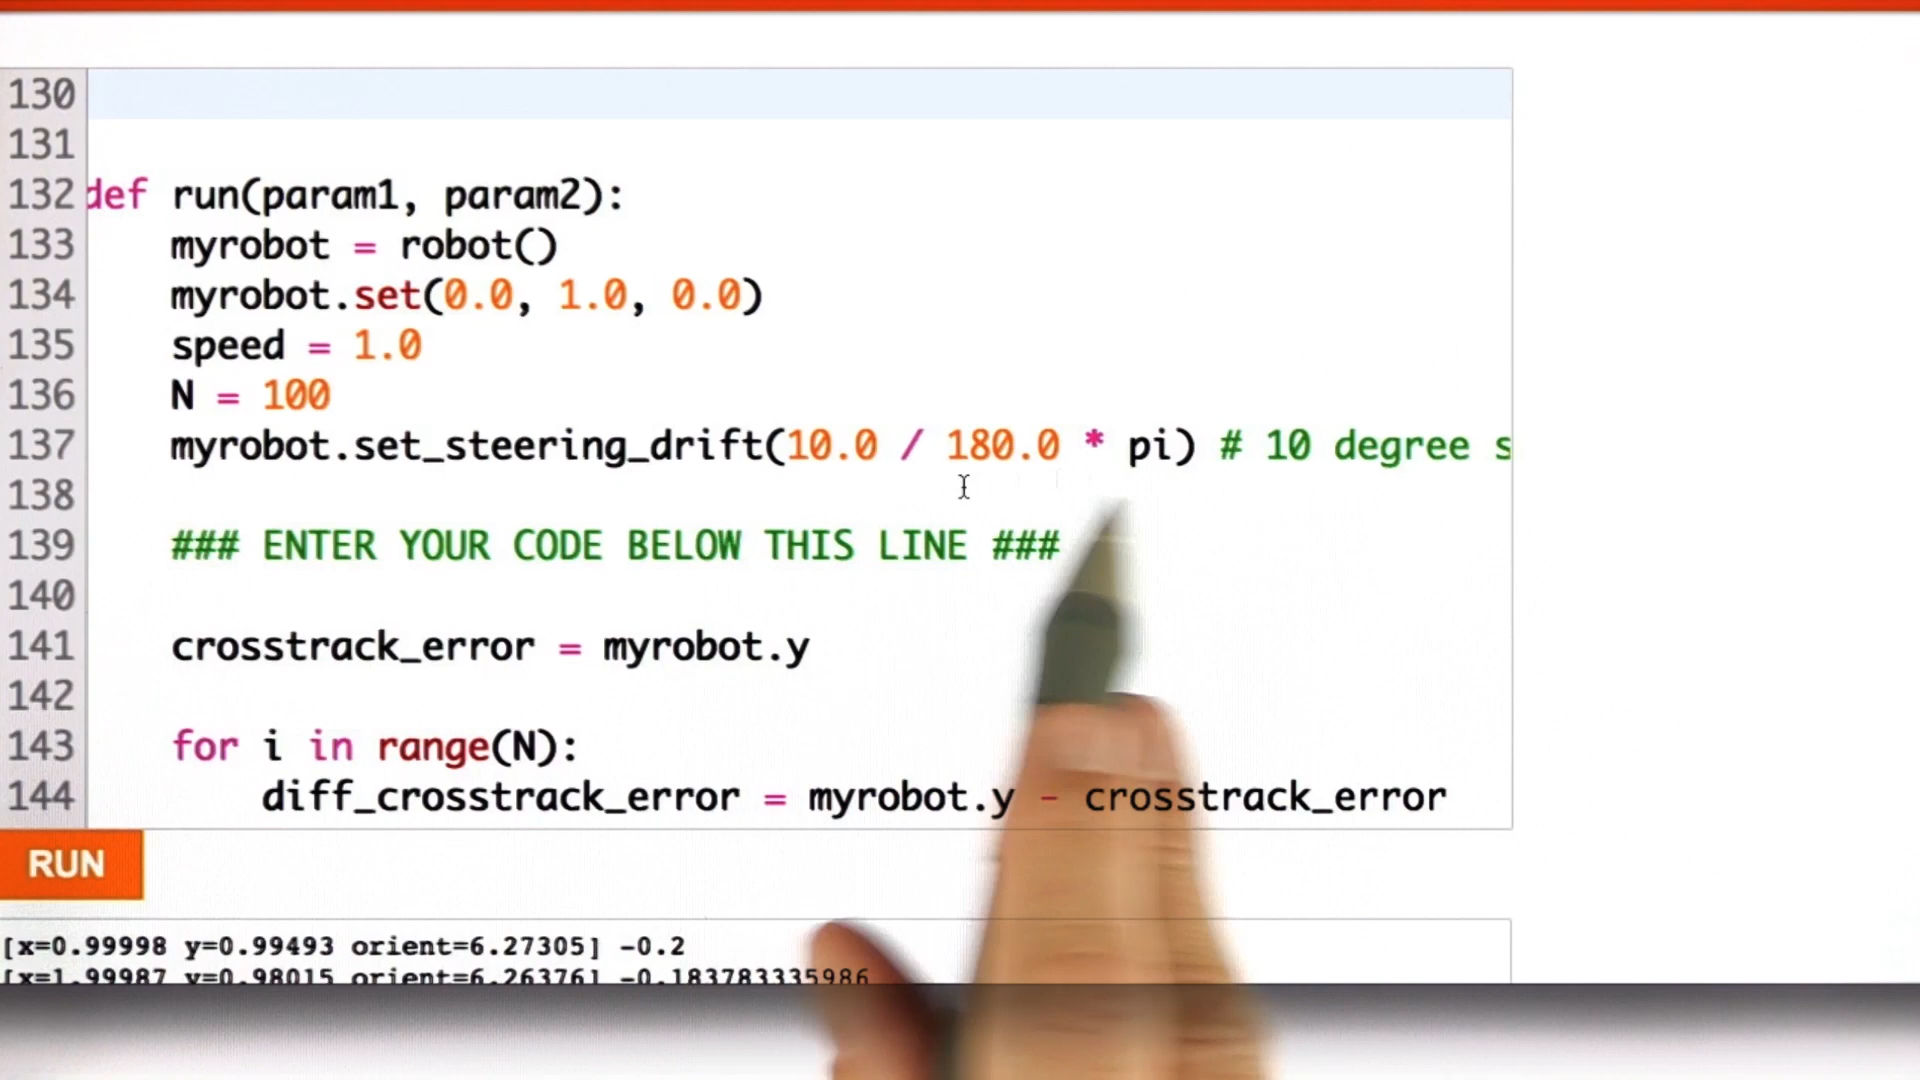 130
131
132 def run(param1, param2):
133 myrobot = robot()
134 myrobot.set(0.0, 1.0, 0.0)
135 speed = 1.0
136 N = 100
137 myrobot.set_steering_drift(10.0 / 180.0 * pi) # 10 degree s
138
139 ### ENTER YOUR CODE BELOW THIS LINE ###
140
141 crosstrack_error = myrobot.y
142
143 for i in range(N):
144 diff_crosstrack_error = myrobot.y - crosstrack_error
RUN
[x=0.99998 y=0.99493 orient=6.27305] -0.2
[x=1.99987 y=0.98015 orient=6.26376] -0.183783335986